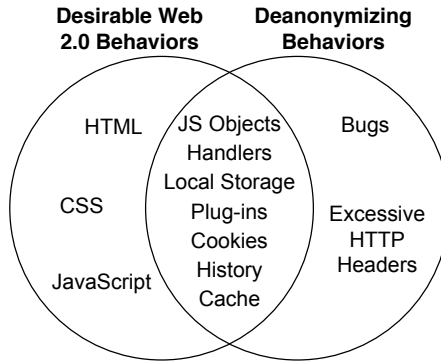 Desirable Web
2.0 Behaviors
Deanonymizing
Behaviors
HTML
CSS
JavaScript
JS Objects
Handlers
Local Storage
Plug-ins
Cookies
History
Cache
Bugs
Excessive
HTTP
Headers